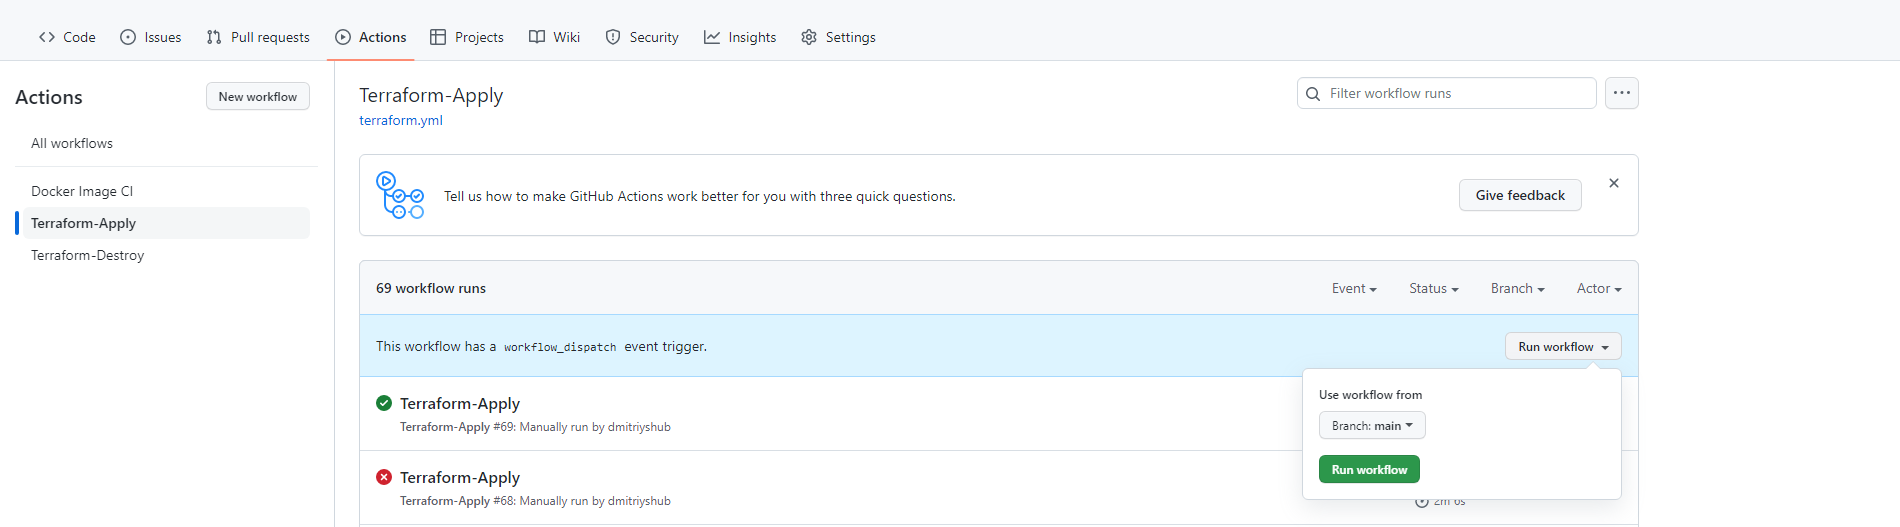 Code Issues Pull requests Actions Projects Wiki Security Insights Settings
Actions
New workflow
All workflows
Docker Image CI
Terraform-Apply
Terraform-Destroy
Terraform-Apply
terraform.yml
Filter workflow runs
Tell us how to make GitHub Actions work better for you with three quick questions.
Give feedback
69 workflow runs
Event Status Branch Actor
This workflow has a workflow_dispatch event trigger.
Run workflow
Use workflow from
Branch: main
Run workflow
Terraform-Apply
Terraform-Apply #69: Manually run by dmitriyshub
Terraform-Apply
Terraform-Apply #68: Manually run by dmitriyshub
2m 6s